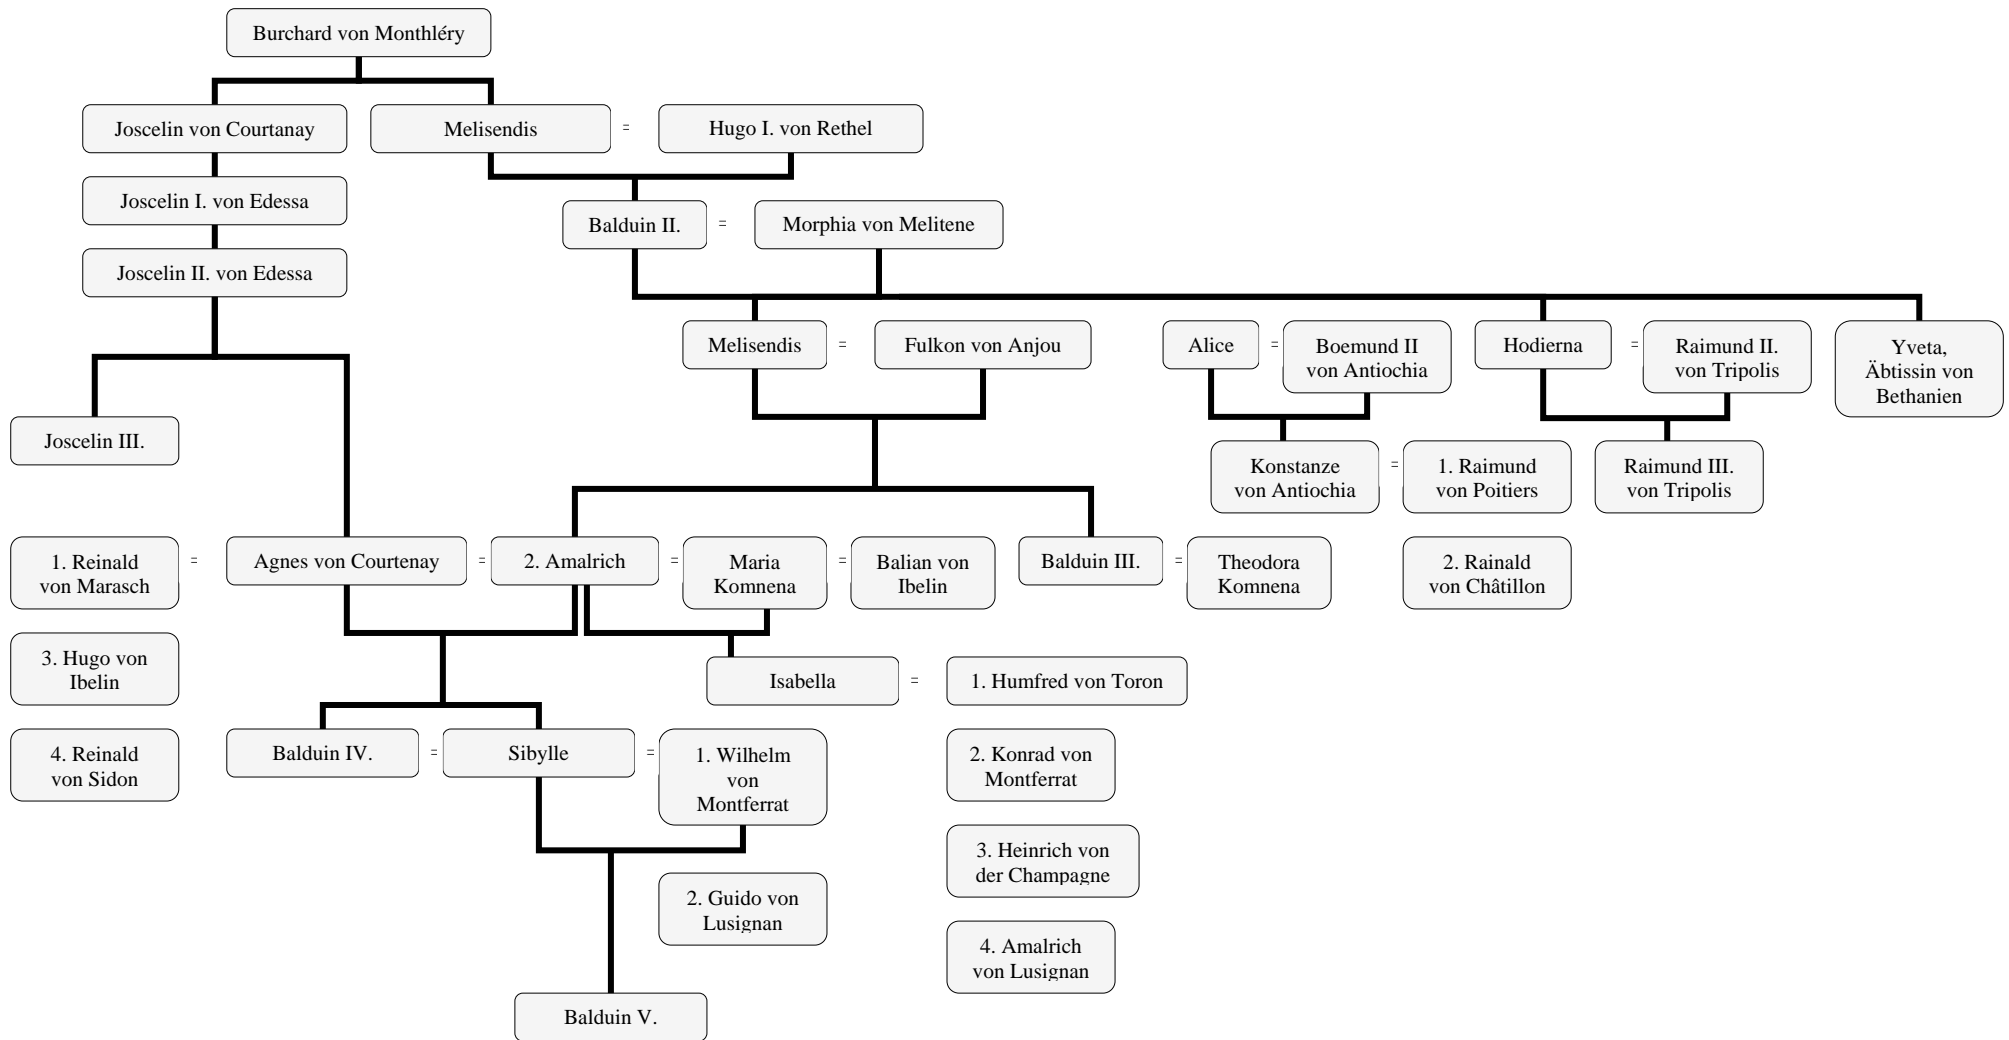 Burchard von Monthléry
Joscelin von Courtanay
Melisendis
=
Hugo I. von Rethel
Joscelin I. von Edessa
Balduin II.
=
Morphia von Melitene
Joscelin II. von Edessa
Melisendis
=
Fulkon von Anjou
Alice
=
Boemund II
von Antiochia
Hodierna
=
Raimund II.
von Tripolis
Yveta,
Äbtissin von
Bethanien
Joscelin III.
Konstanze
von Antiochia
=
1. Raimund
von Poitiers
Raimund III.
von Tripolis
1. Reinald
von Marasch
=
Agnes von Courtenay
=
2. Amalrich
=
Maria
Komnena
=
Balian von
Ibelin
Balduin III.
=
Theodora
Komnena
2. Rainald
von Châtillon
3. Hugo von
Ibelin
Isabella
=
1. Humfred von Toron
4. Reinald
von Sidon
Balduin IV.
=
Sibylle
=
1. Wilhelm
von
Montferrat
2. Konrad von
Montferrat
3. Heinrich von
der Champagne
2. Guido von
Lusignan
4. Amalrich
von Lusignan
Balduin V.